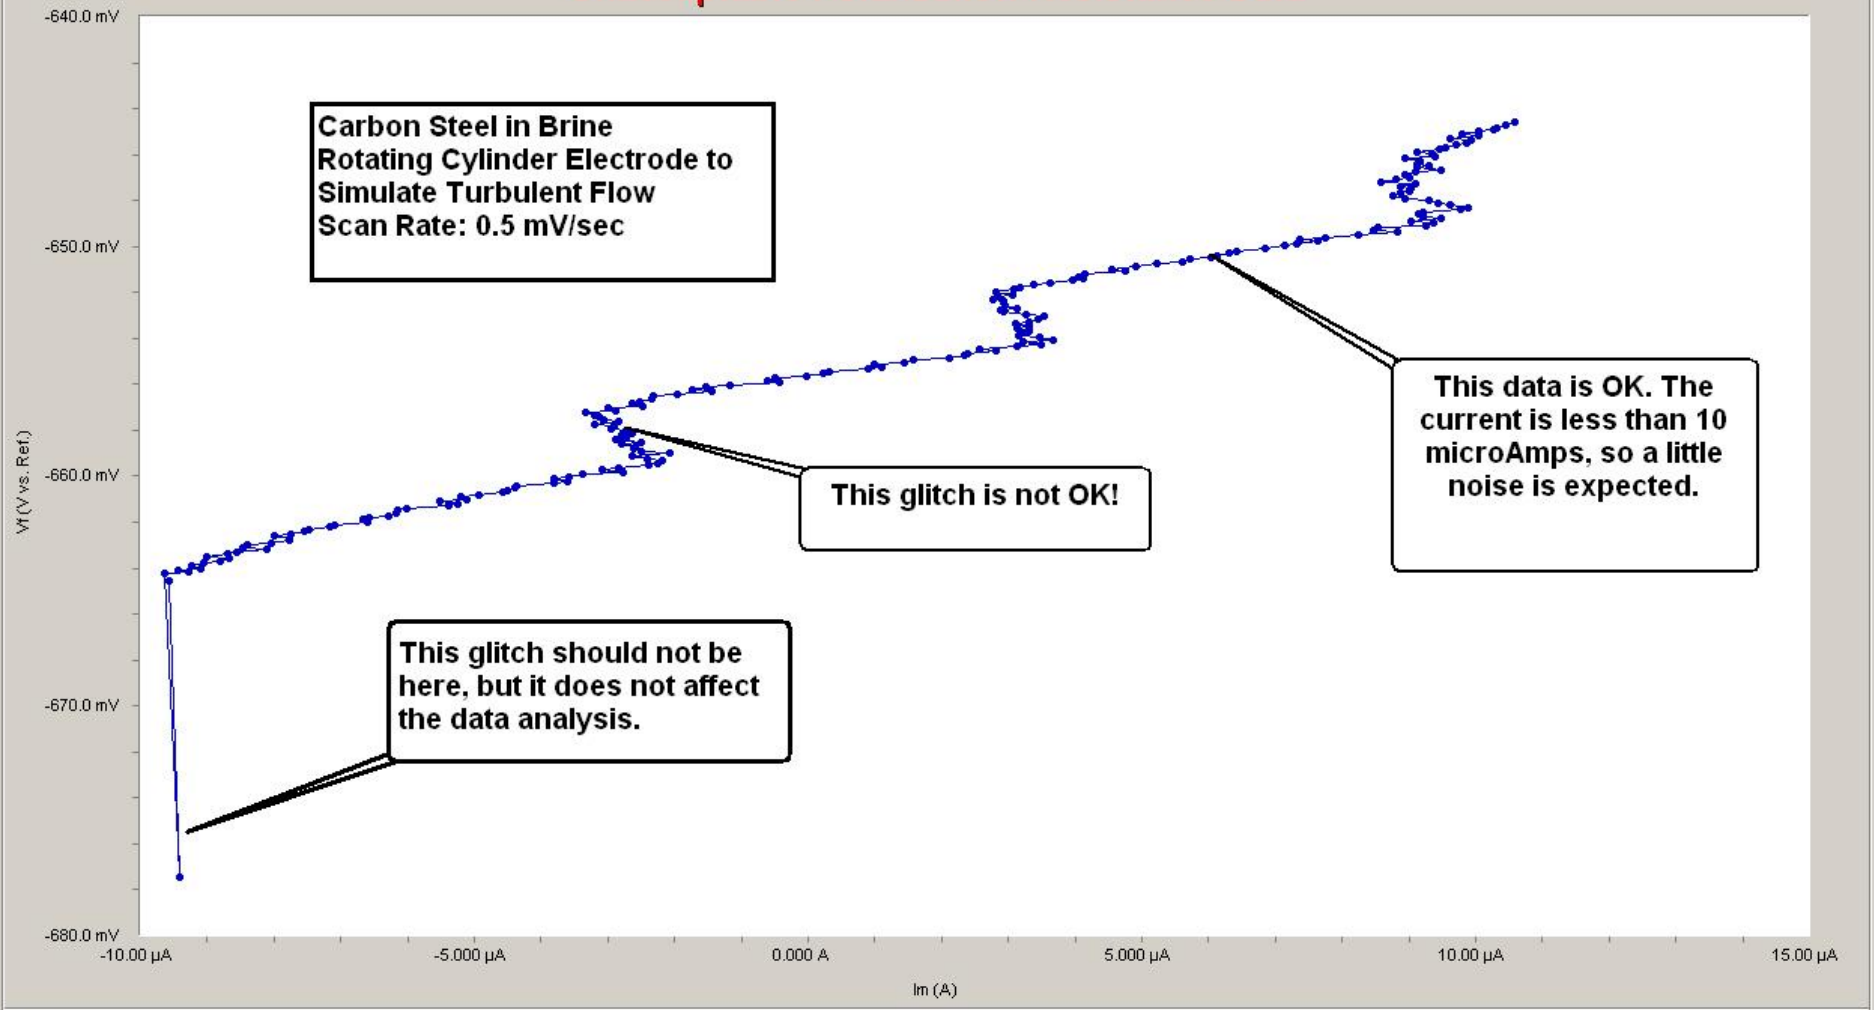 -640.0 mV
Carbon Steel in Brine
Rotating Cylinder Electrode to
Simulate Turbulent Flow
Scan Rate: 0.5 mV/sec
-650.0 mV
This data is OK. The
current is less than 10
microAmps, so a little
noise is expected.
This glitch is not OK!
-660.0 mV
Vf (V vs. Ref.)
This glitch should not be
here, but it does not affect
the data analysis.
-670.0 mV
-680.0 mV
-10.00 µA
-5.000 µA
0.000 A
5.000 µA
10.00 µA
15.00 µA
Im (A)